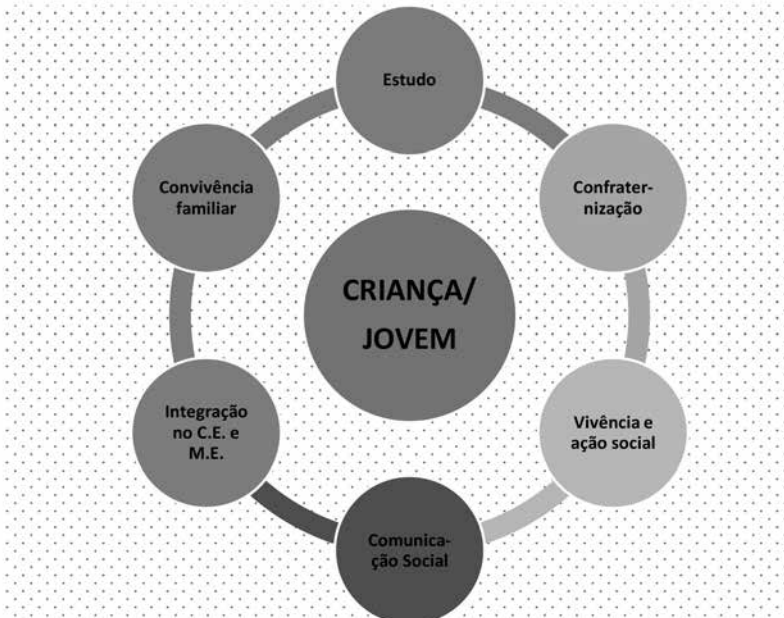 Estudo
Confrater-
nização
Vivência e
ação social
Comunica-
ção Social
Integração
no C.E. e
M.E.
Convivência
familiar
CRIANÇA/
JOVEM